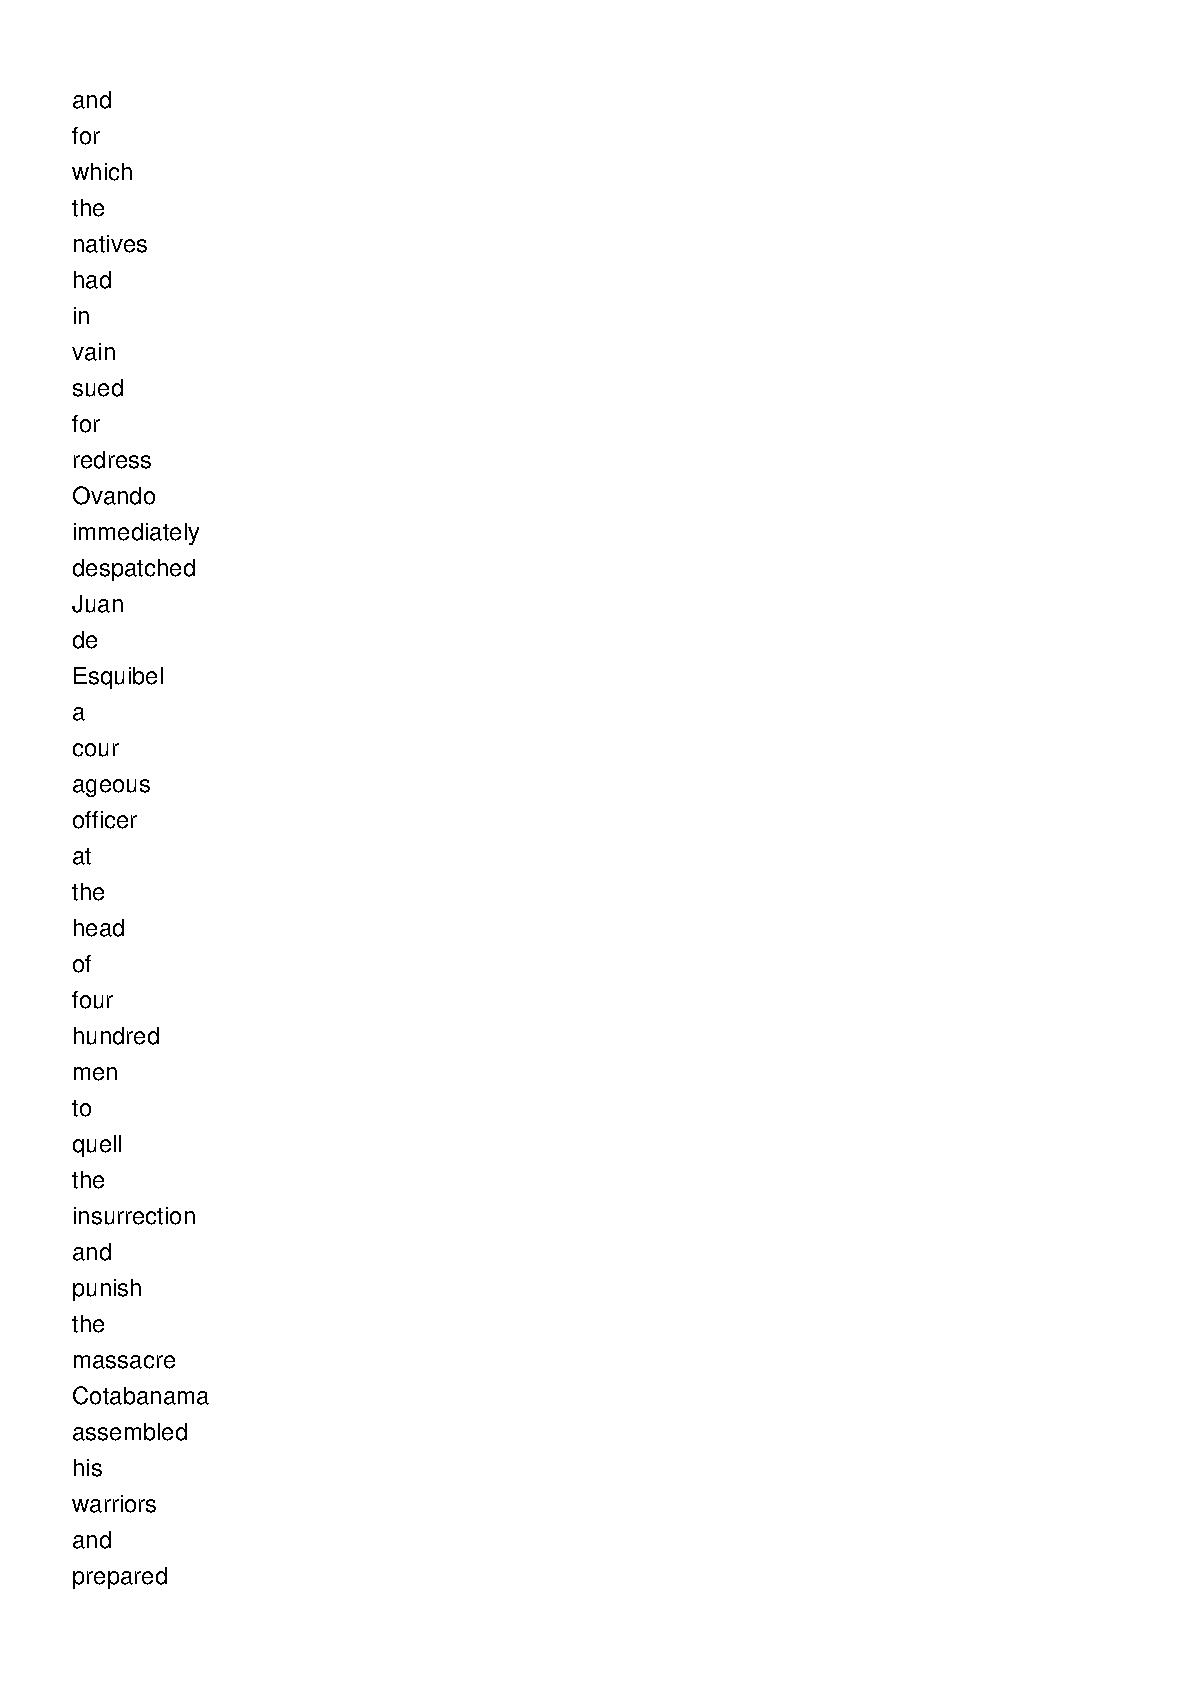 and
for
which
the
natives
had
in
vain
sued
for
redress
Ovando
immediately
despatched
Juan
de
Esquibel
a
cour
ageous
officer
at
the
head
of
four
hundred
men
to
quell
the
insurrection
and
punish
the
massacre
Cotabanama
assembled
his
warriors
and
prepared